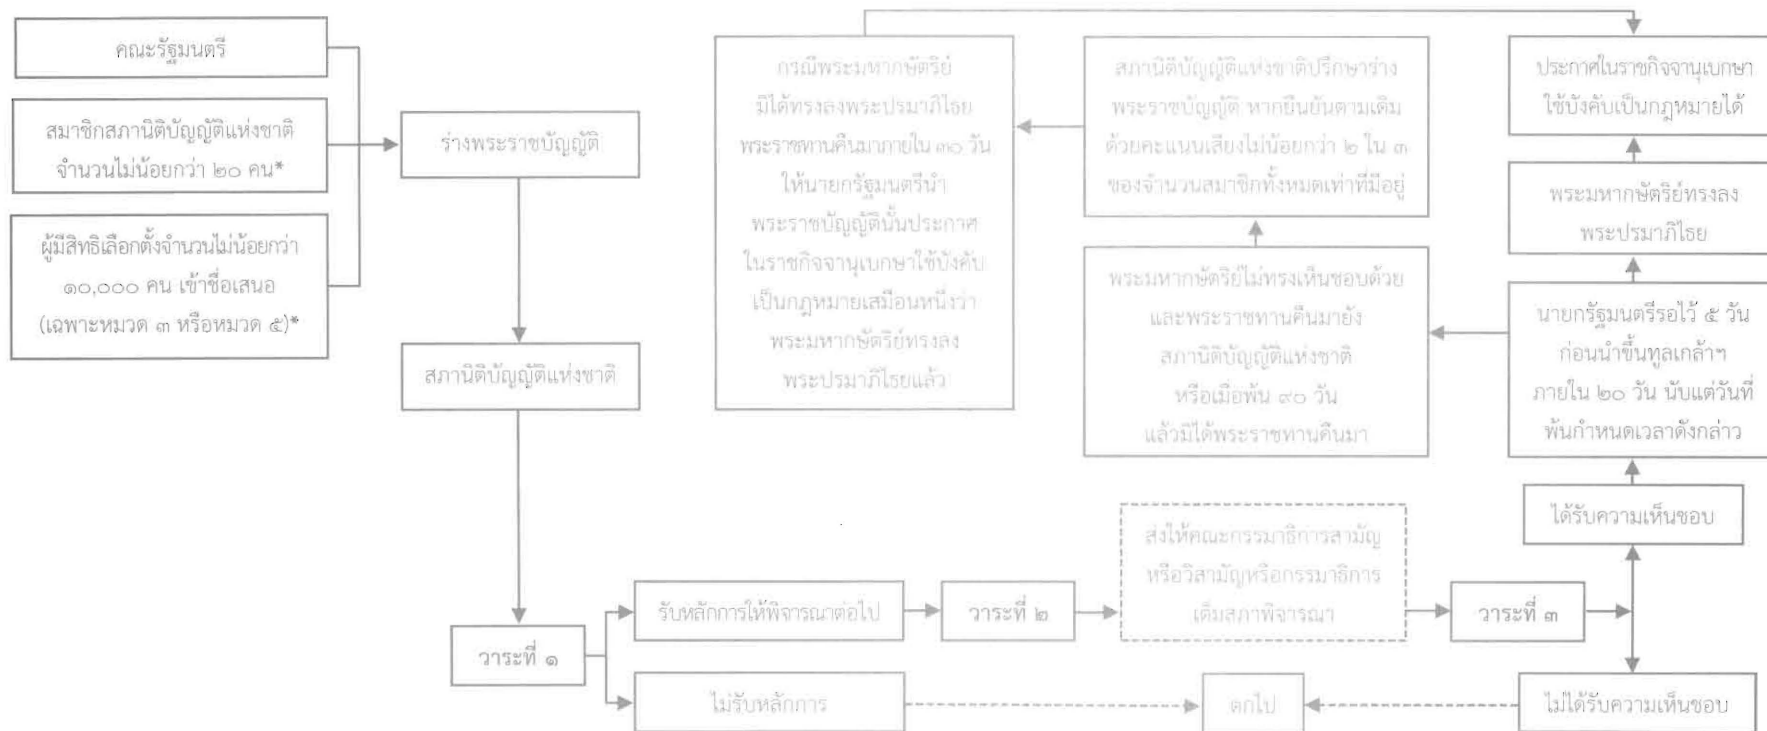 คณะรัฐมนตรี
สมาชิกสภานิติบัญญัติแห่งชาติ
จำนวนไม่น้อยกว่า ๒๐ คน*
ผู้มีสิทธิเลือกตั้งจำนวนไม่น้อยกว่า
๑๐,๐๐๐ คน เข้าชื่อเสนอ
(เฉพาะหมวด ๓ หรือหมวด ๕)*
ร่างพระราชบัญญัติ
สภานิติบัญญัติแห่งชาติ
วาระที่ ๑
รับหลักการให้พิจารณาต่อไป
ไม่รับหลักการ
วาระที่ ๒
ส่งให้คณะกรรมาธิการสามัญ
หรือวิสามัญหรือกรรมาธิการ
เต็มสภาพิจารณา
วาระที่ ๓
ตกไป
ไม่ได้รับความเห็นชอบ
ได้รับความเห็นชอบ
นายกรัฐมนตรีรอไว้ ๕ วัน
ก่อนนำขึ้นทูลเกล้าฯ
ภายใน ๒๐ วัน นับแต่วันที่
พ้นกำหนดเวลาดังกล่าว
พระมหากษัตริย์ทรงลง
พระปรมาภิไธย
ประกาศในราชกิจจานุเบกษา
ใช้บังคับเป็นกฎหมายได้
พระมหากษัตริย์ไม่ทรงเห็นชอบด้วย
และพระราชทานคืนมายัง
สภานิติบัญญัติแห่งชาติ
หรือเมื่อพ้น ๙๐ วัน
แล้วมิได้พระราชทานคืนมา
สภานิติบัญญัติแห่งชาติปรึกษาร่าง
พระราชบัญญัติ หากยืนยันตามเดิม
ด้วยคะแนนเสียงไม่น้อยกว่า ๒ ใน ๓
ของจำนวนสมาชิกทั้งหมดเท่าที่มีอยู่
กรณีพระมหากษัตริย์
มิได้ทรงลงพระปรมาภิไธย
พระราชทานคืนมาภายใน ๓๐ วัน
ให้นายกรัฐมนตรีนำ
พระราชบัญญัตินั้นประกาศ
ในราชกิจจานุเบกษาใช้บังคับ
เป็นกฎหมายเสมือนหนึ่งว่า
พระมหากษัตริย์ทรงลง
พระปรมาภิไธยแล้ว